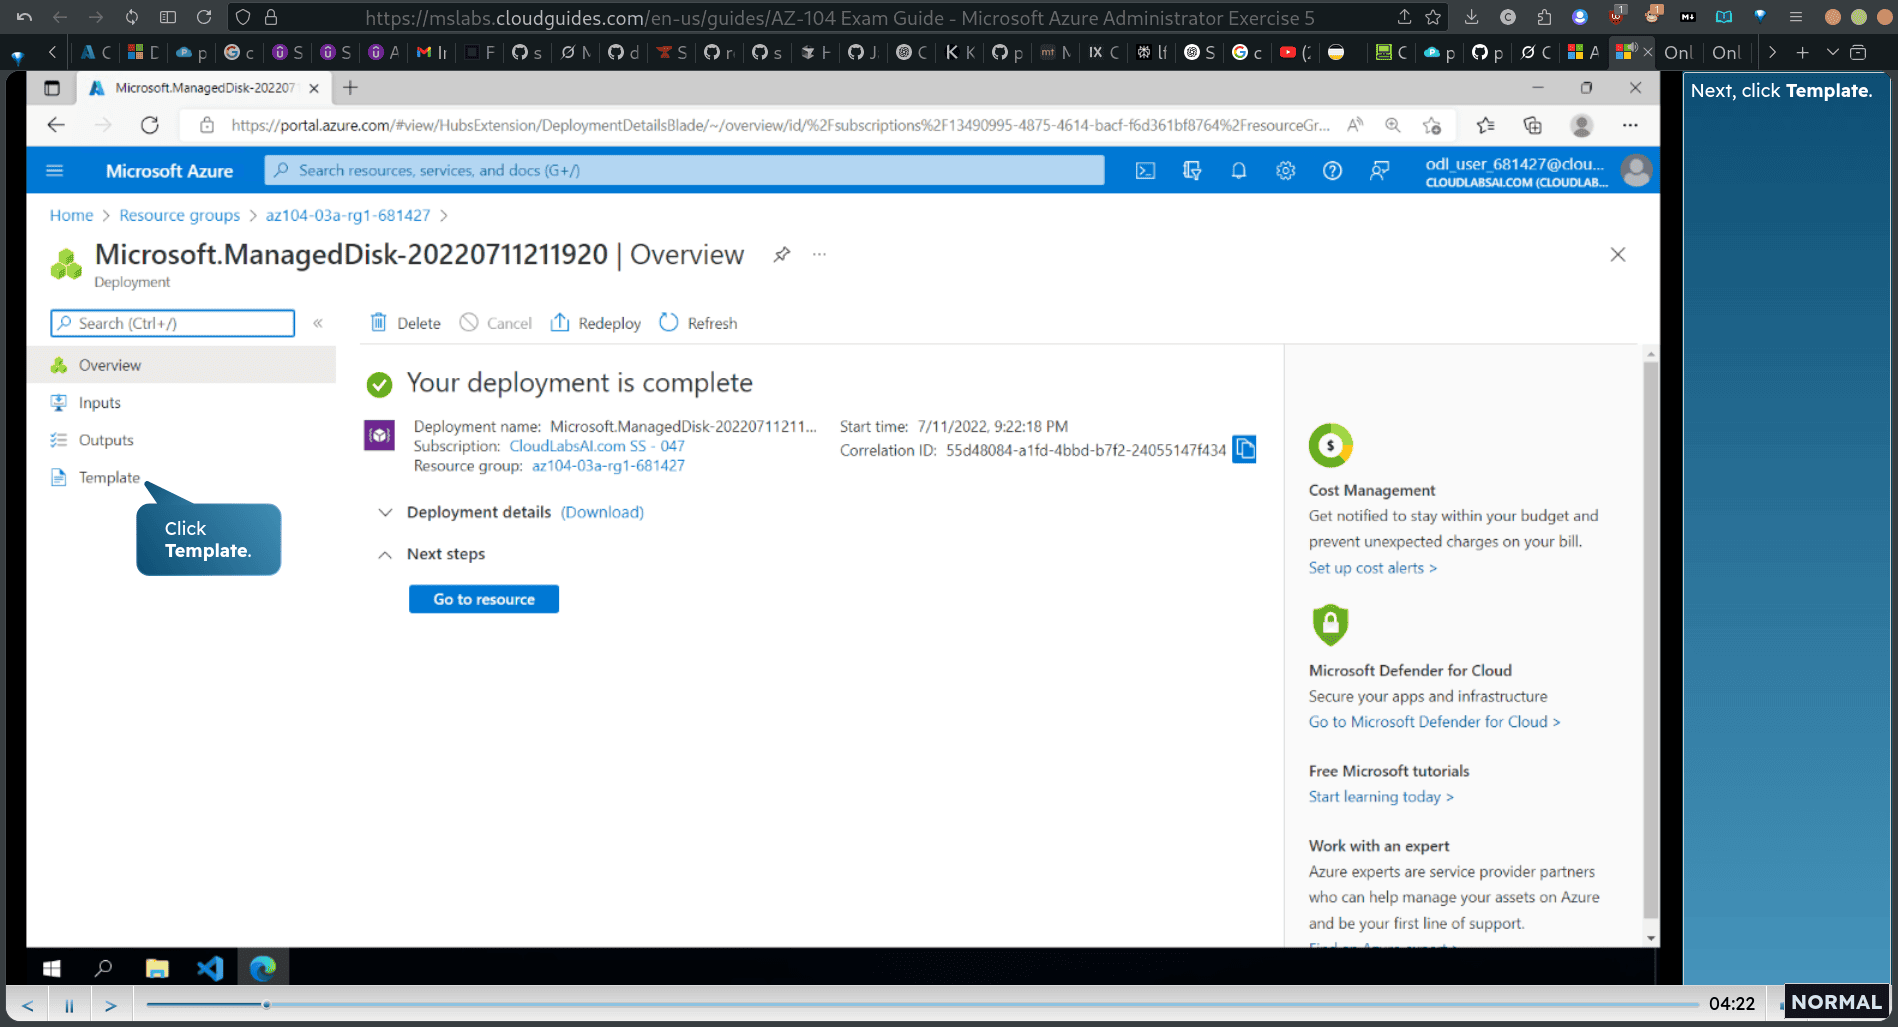 https://mslabs.cloudguides.com/en-us/guides/AZ-104 Exam Guide - Microsoft Azure Administrator Exercise 5
1
1
C
D
p
c
S
S
A
F
s
d
S
s
K
p
C
S
c
C
p
p
C
A
Onl
Onl
Microsoft.ManagedDisk-202207
https://portal.azure.com/#view/HubsExtension/DeploymentDetailsBlade/~/overview/id/%2Fsubscriptions%2F13490995-4875-4614-bacf-f6d361bf8764%2FresourceGr...
Microsoft Azure
Search resources, services, and docs (G+/)
odl_user_681427@clou...
CLOUDLABSAI.COM (CLOUDLAB...
Home > Resource groups > az104-03a-rg1-681427 >
Microsoft.ManagedDisk-20220711211920 | Overview
Deployment
Search (Ctrl+/)
Delete
Cancel
Redeploy
Refresh
Overview
Inputs
Outputs
Template
Click
Template.
Your deployment is complete
Deployment name: Microsoft.ManagedDisk-20220711211...
Subscription: CloudLabsAI.com SS - 047
Resource group: az104-03a-rg1-681427
Start time: 7/11/2022, 9:22:18 PM
Correlation ID: 55d48084-a1fd-4bbd-b7f2-24055147f434
Deployment details (Download)
Next steps
Go to resource
Cost Management
Get notified to stay within your budget and
prevent unexpected charges on your bill.
Set up cost alerts >
Microsoft Defender for Cloud
Secure your apps and infrastructure
Go to Microsoft Defender for Cloud >
Free Microsoft tutorials
Start learning today >
Work with an expert
Azure experts are service provider partners
who can help manage your assets on Azure
and be your first line of support.
Find an Azure expert >
Next, click Template.
04:22
NORMAL